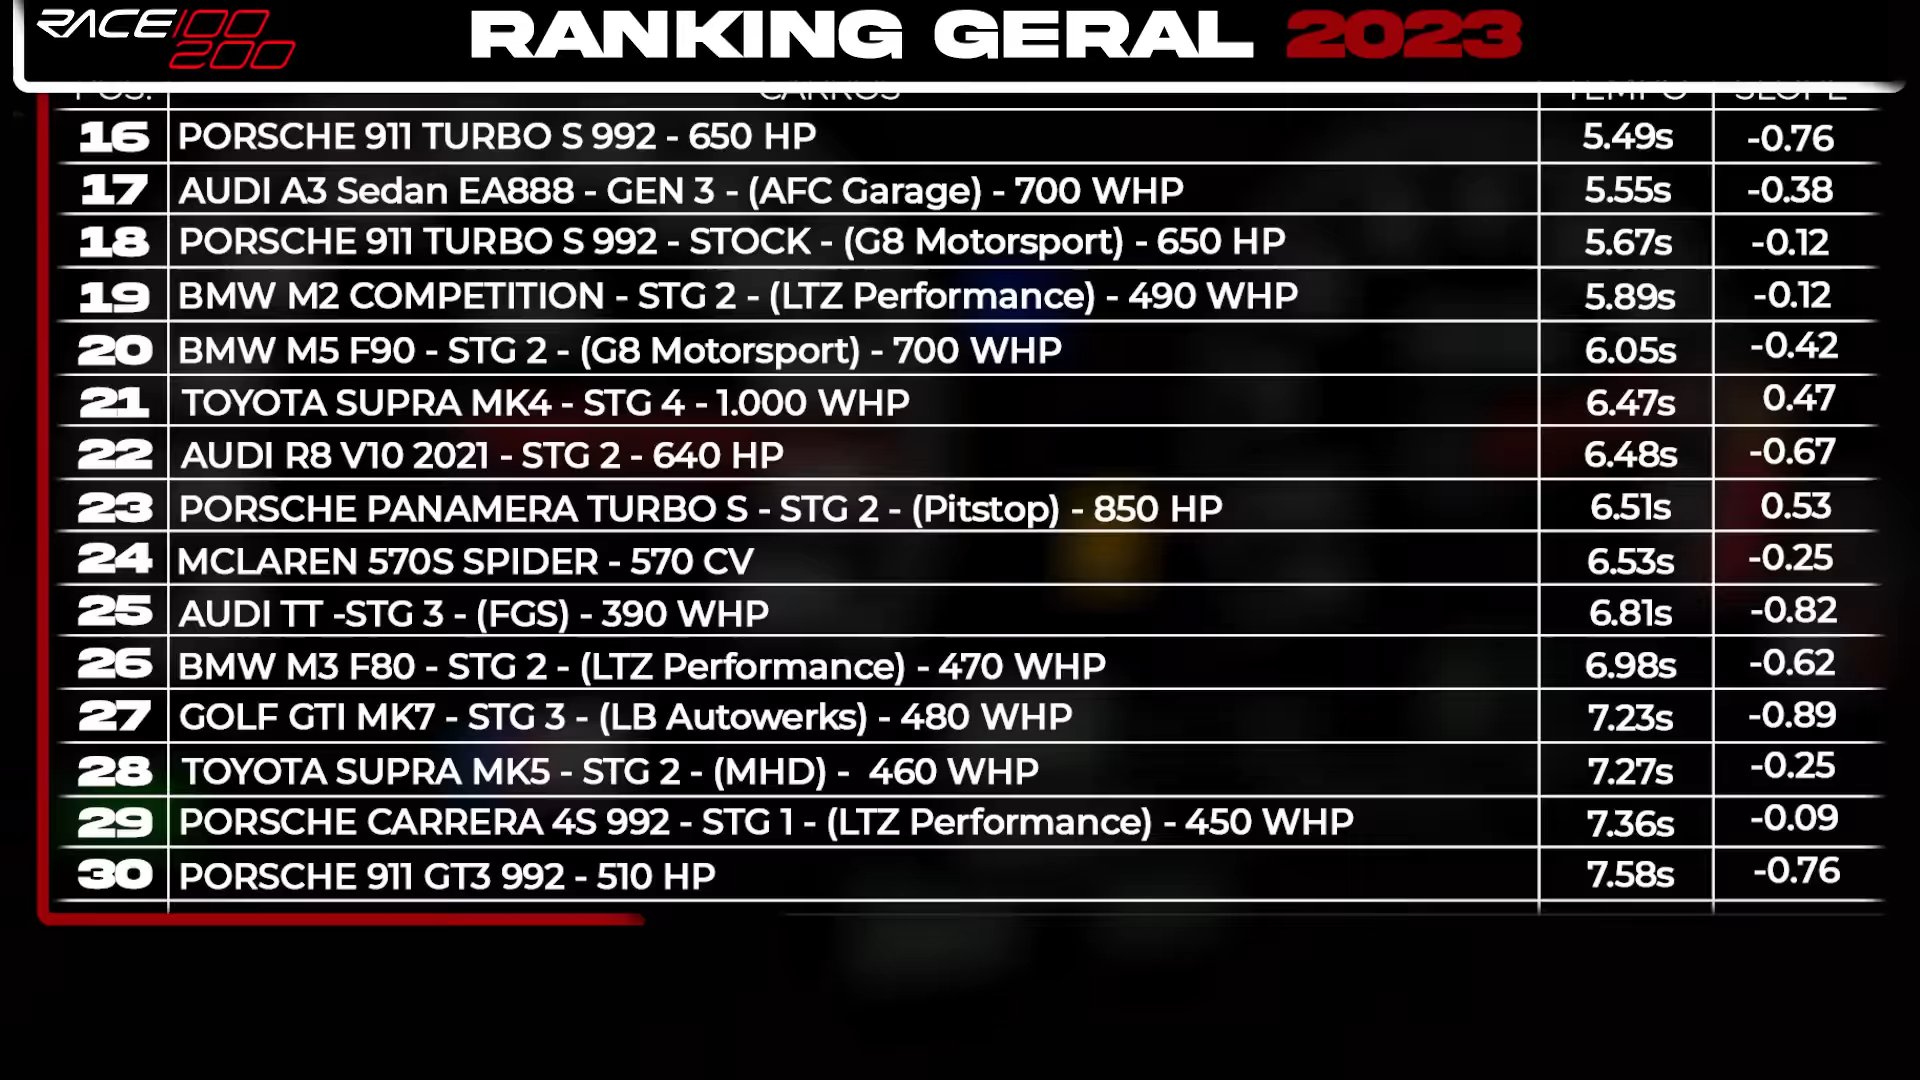 RACE100
200
RANKING GERAL 2023
POS. CARROS TEMPO SLOPE
16 PORSCHE 911 TURBO S 992 - 650 HP 5.49s -0.76
17 AUDI A3 Sedan EA888 - GEN 3 - (AFC Garage) - 700 WHP 5.55s -0.38
18 PORSCHE 911 TURBO S 992 - STOCK - (G8 Motorsport) - 650 HP 5.67s -0.12
19 BMW M2 COMPETITION - STG 2 - (LTZ Performance) - 490 WHP 5.89s -0.12
20 BMW M5 F90 - STG 2 - (G8 Motorsport) - 700 WHP 6.05s -0.42
21 TOYOTA SUPRA MK4 - STG 4 - 1.000 WHP 6.47s 0.47
22 AUDI R8 V10 2021 - STG 2 - 640 HP 6.48s -0.67
23 PORSCHE PANAMERA TURBO S - STG 2 - (Pitstop) - 850 HP 6.51s 0.53
24 MCLAREN 570S SPIDER - 570 CV 6.53s -0.25
25 AUDI TT -STG 3 - (FGS) - 390 WHP 6.81s -0.82
26 BMW M3 F80 - STG 2 - (LTZ Performance) - 470 WHP 6.98s -0.62
27 GOLF GTI MK7 - STG 3 - (LB Autowerks) - 480 WHP 7.23s -0.89
28 TOYOTA SUPRA MK5 - STG 2 - (MHD) - 460 WHP 7.27s -0.25
29 PORSCHE CARRERA 4S 992 - STG 1 - (LTZ Performance) - 450 WHP 7.36s -0.09
30 PORSCHE 911 GT3 992 - 510 HP 7.58s -0.76